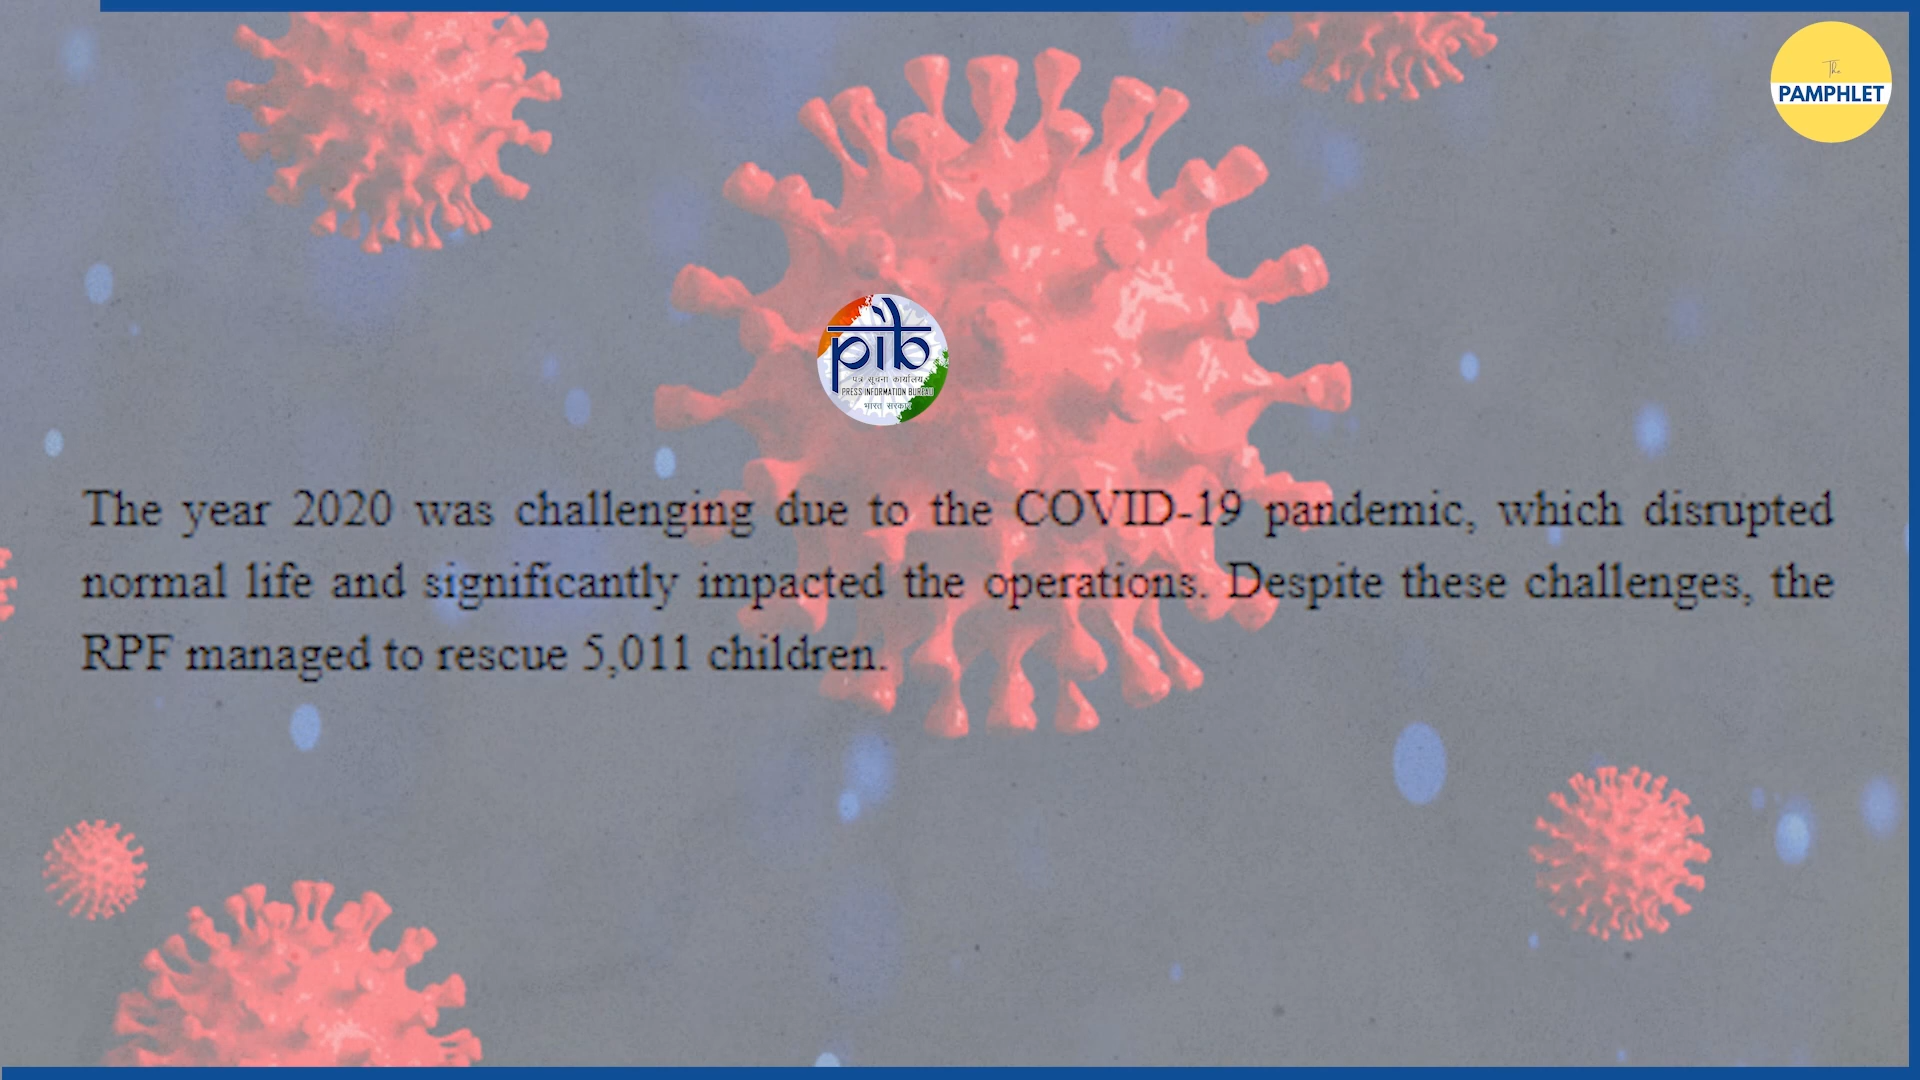 The
PAMPHLET
pib
पत्र सूचना कार्यालय
PRESS INFORMATION BUREAU
भारत सरकार
The year 2020 was challenging due to the COVID-19 pandemic, which disrupted
normal life and significantly impacted the operations. Despite these challenges, the
RPF managed to rescue 5,011 children.